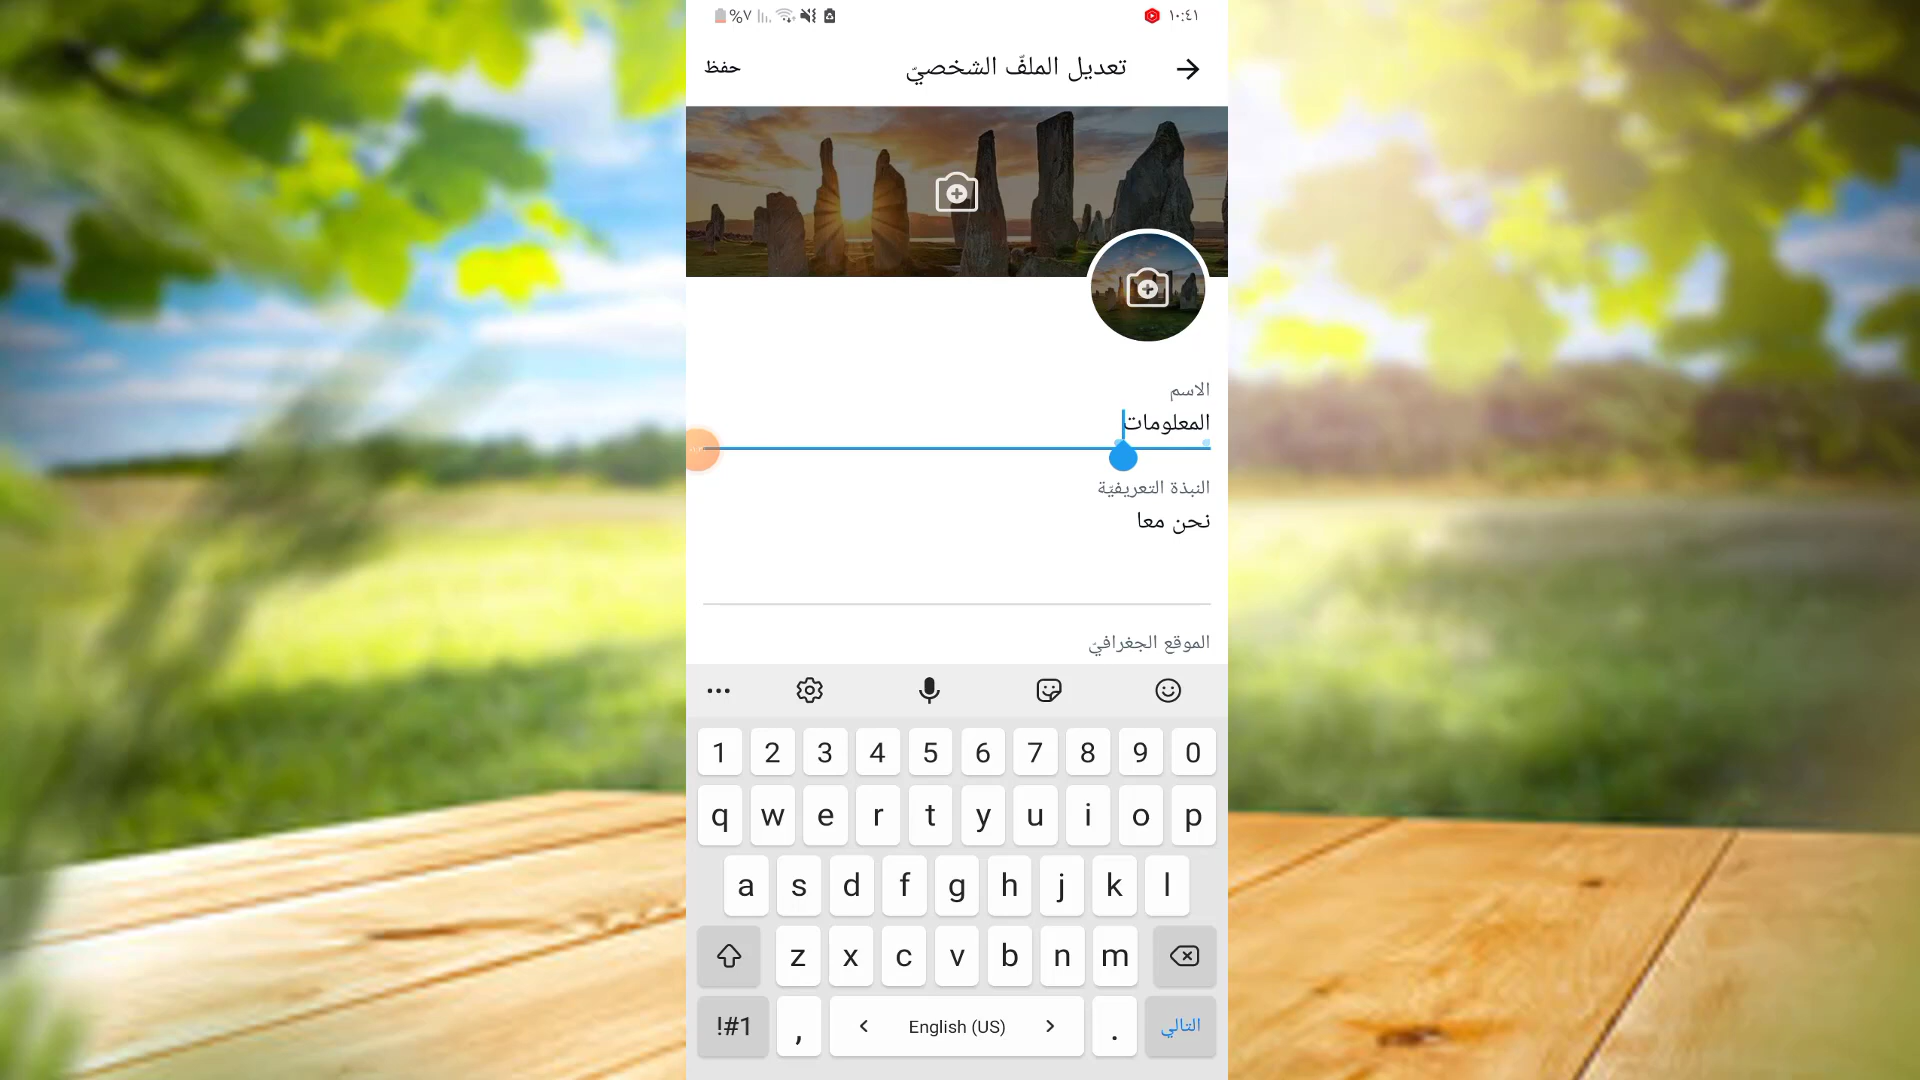 %٧ ١٠:٤١
تعديل الملفّ الشخصيّ حفظ
الاسم
المعلومات
النبذة التعريفيّة
نحن معا
الموقع الجغرافيّ
1 2 3 4 5 6 7 8 9 0
q w e r t y u i o p
a s d f g h j k l
z x c v b n m
!#1 , English (US) . التالي